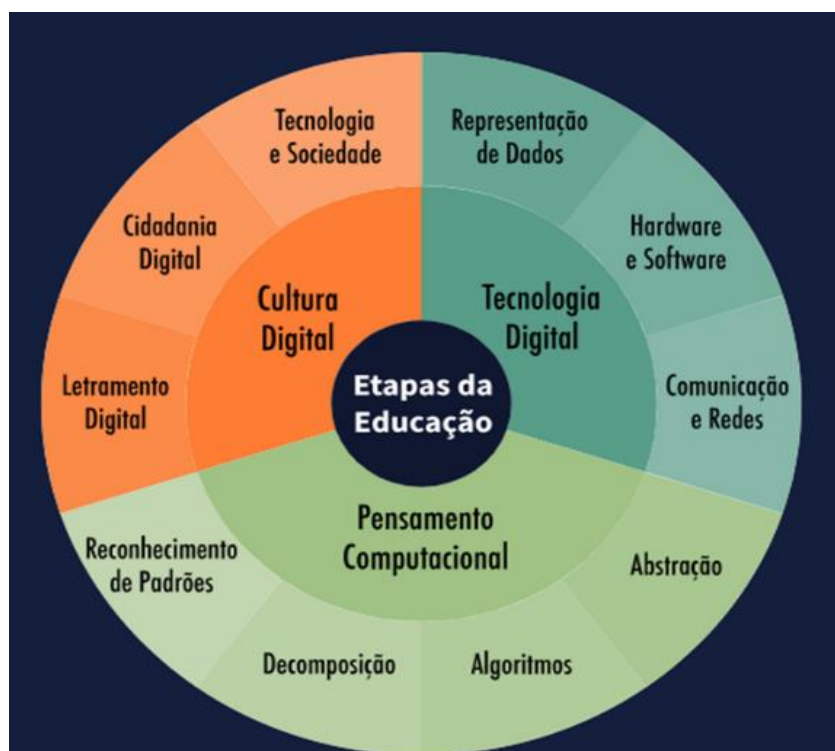 Tecnologia
e Sociedade
Representação
de Dados
Cidadania
Digital
Hardware
e Software
Cultura
Digital
Tecnologia
Digital
Letramento
Digital
Etapas da
Educação
Comunicação
e Redes
Pensamento
Computacional
Reconhecimento
de Padrões
Abstração
Decomposição
Algoritmos